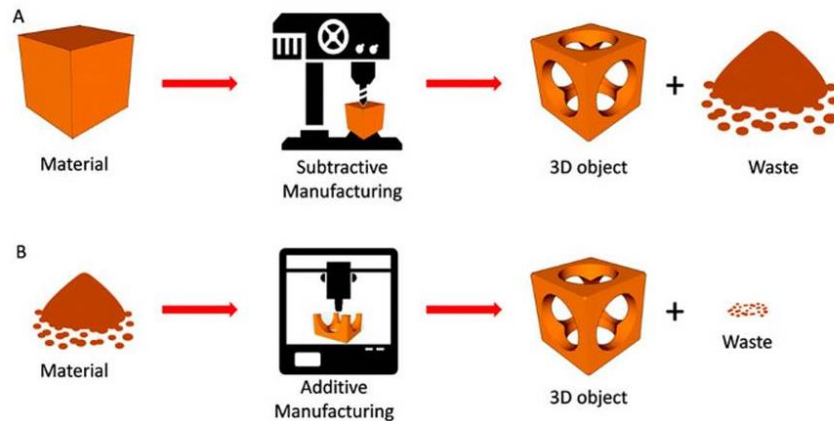 A
Material
Subtractive
Manufacturing
3D object
+
Waste
B
Material
Additive
Manufacturing
3D object
+
Waste